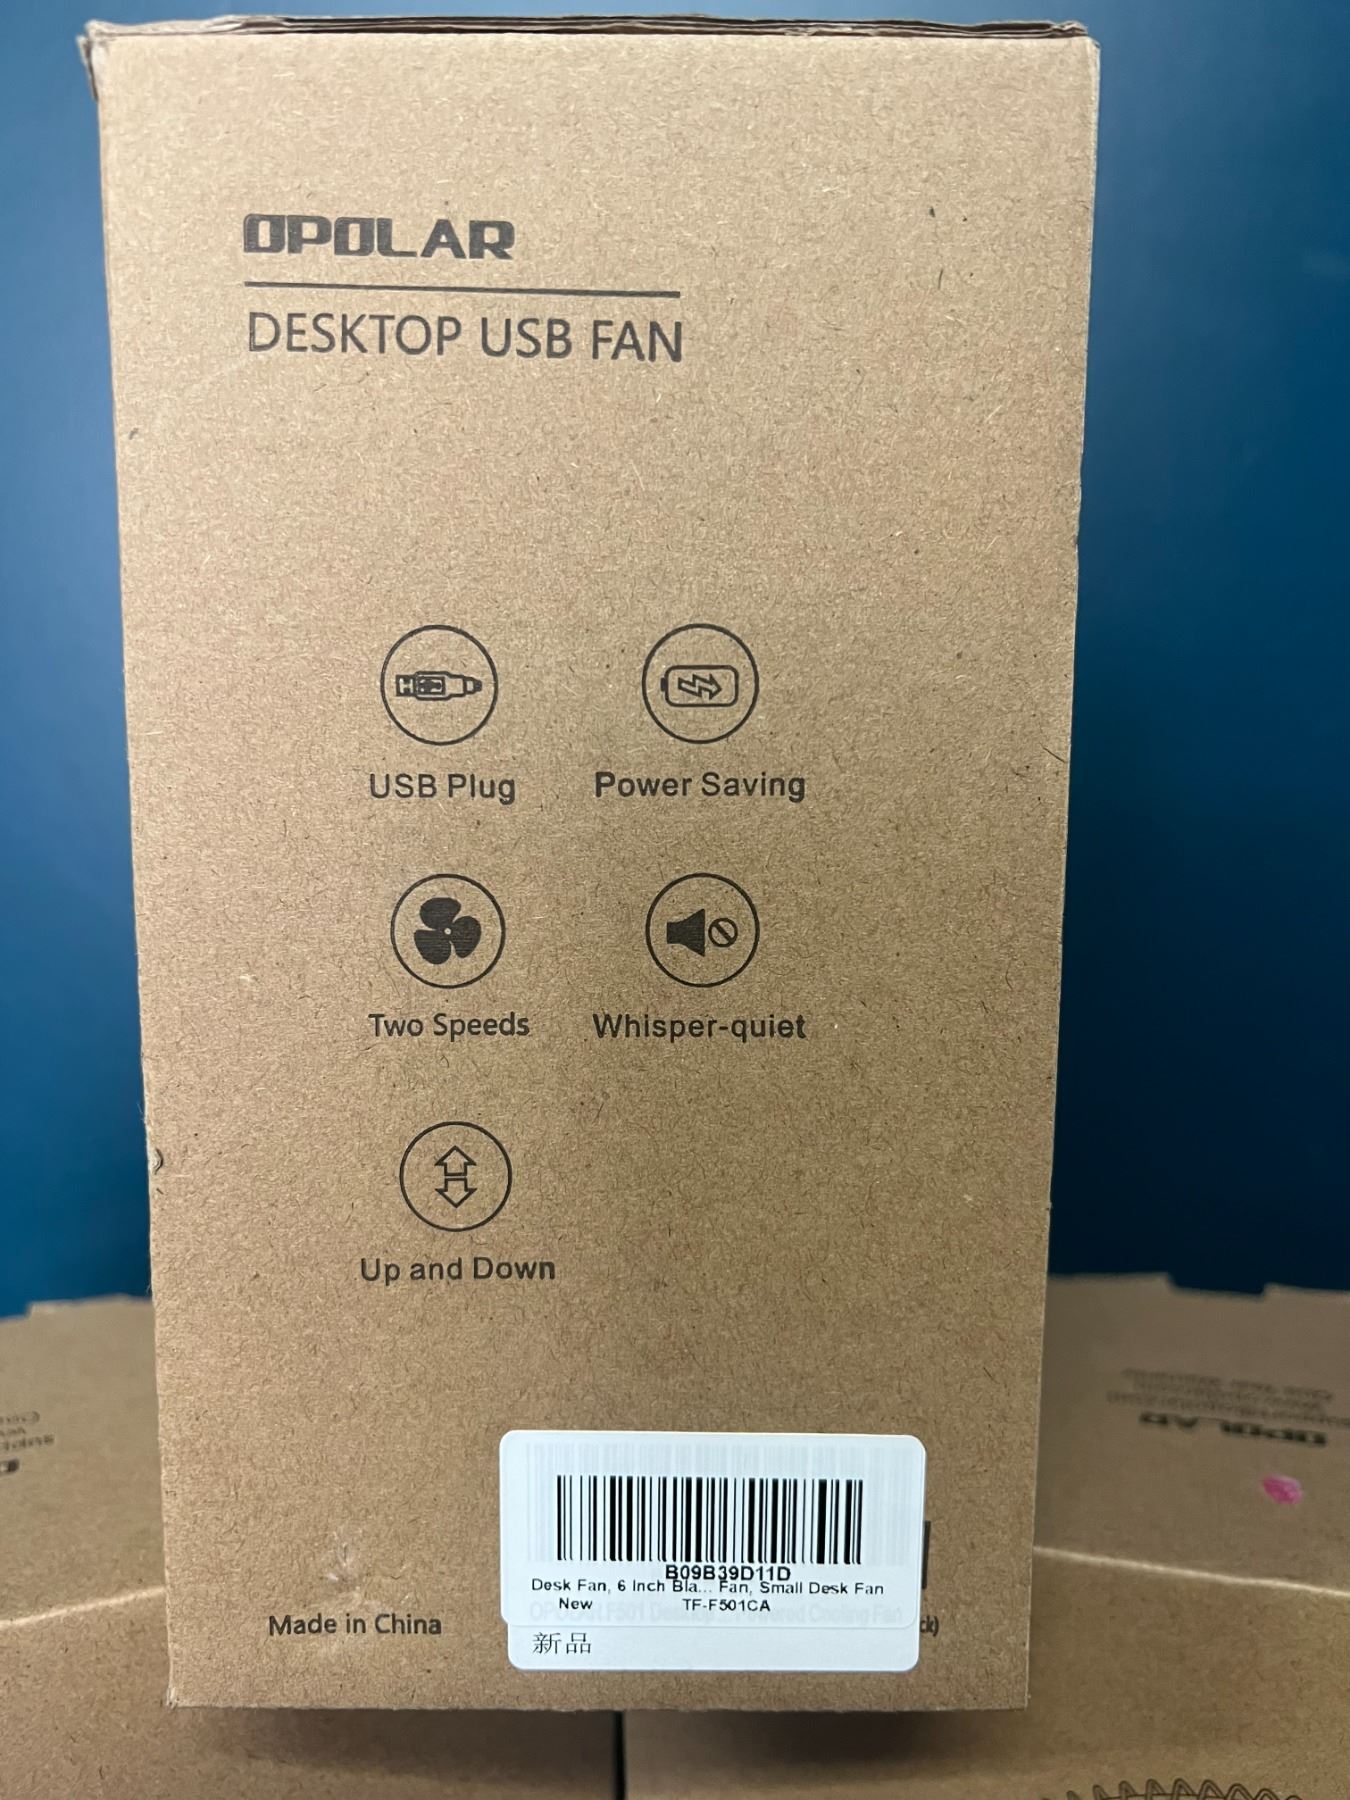 OPOLAR
DESKTOP USB FAN
USB Plug
Power Saving
Two Speeds
Whisper-quiet
Up and Down
Made in China
B09B39D11D
Desk Fan, 6 Inch Bla... Fan, Small Desk Fan
New TF-F501CA
新品
OPOLAR